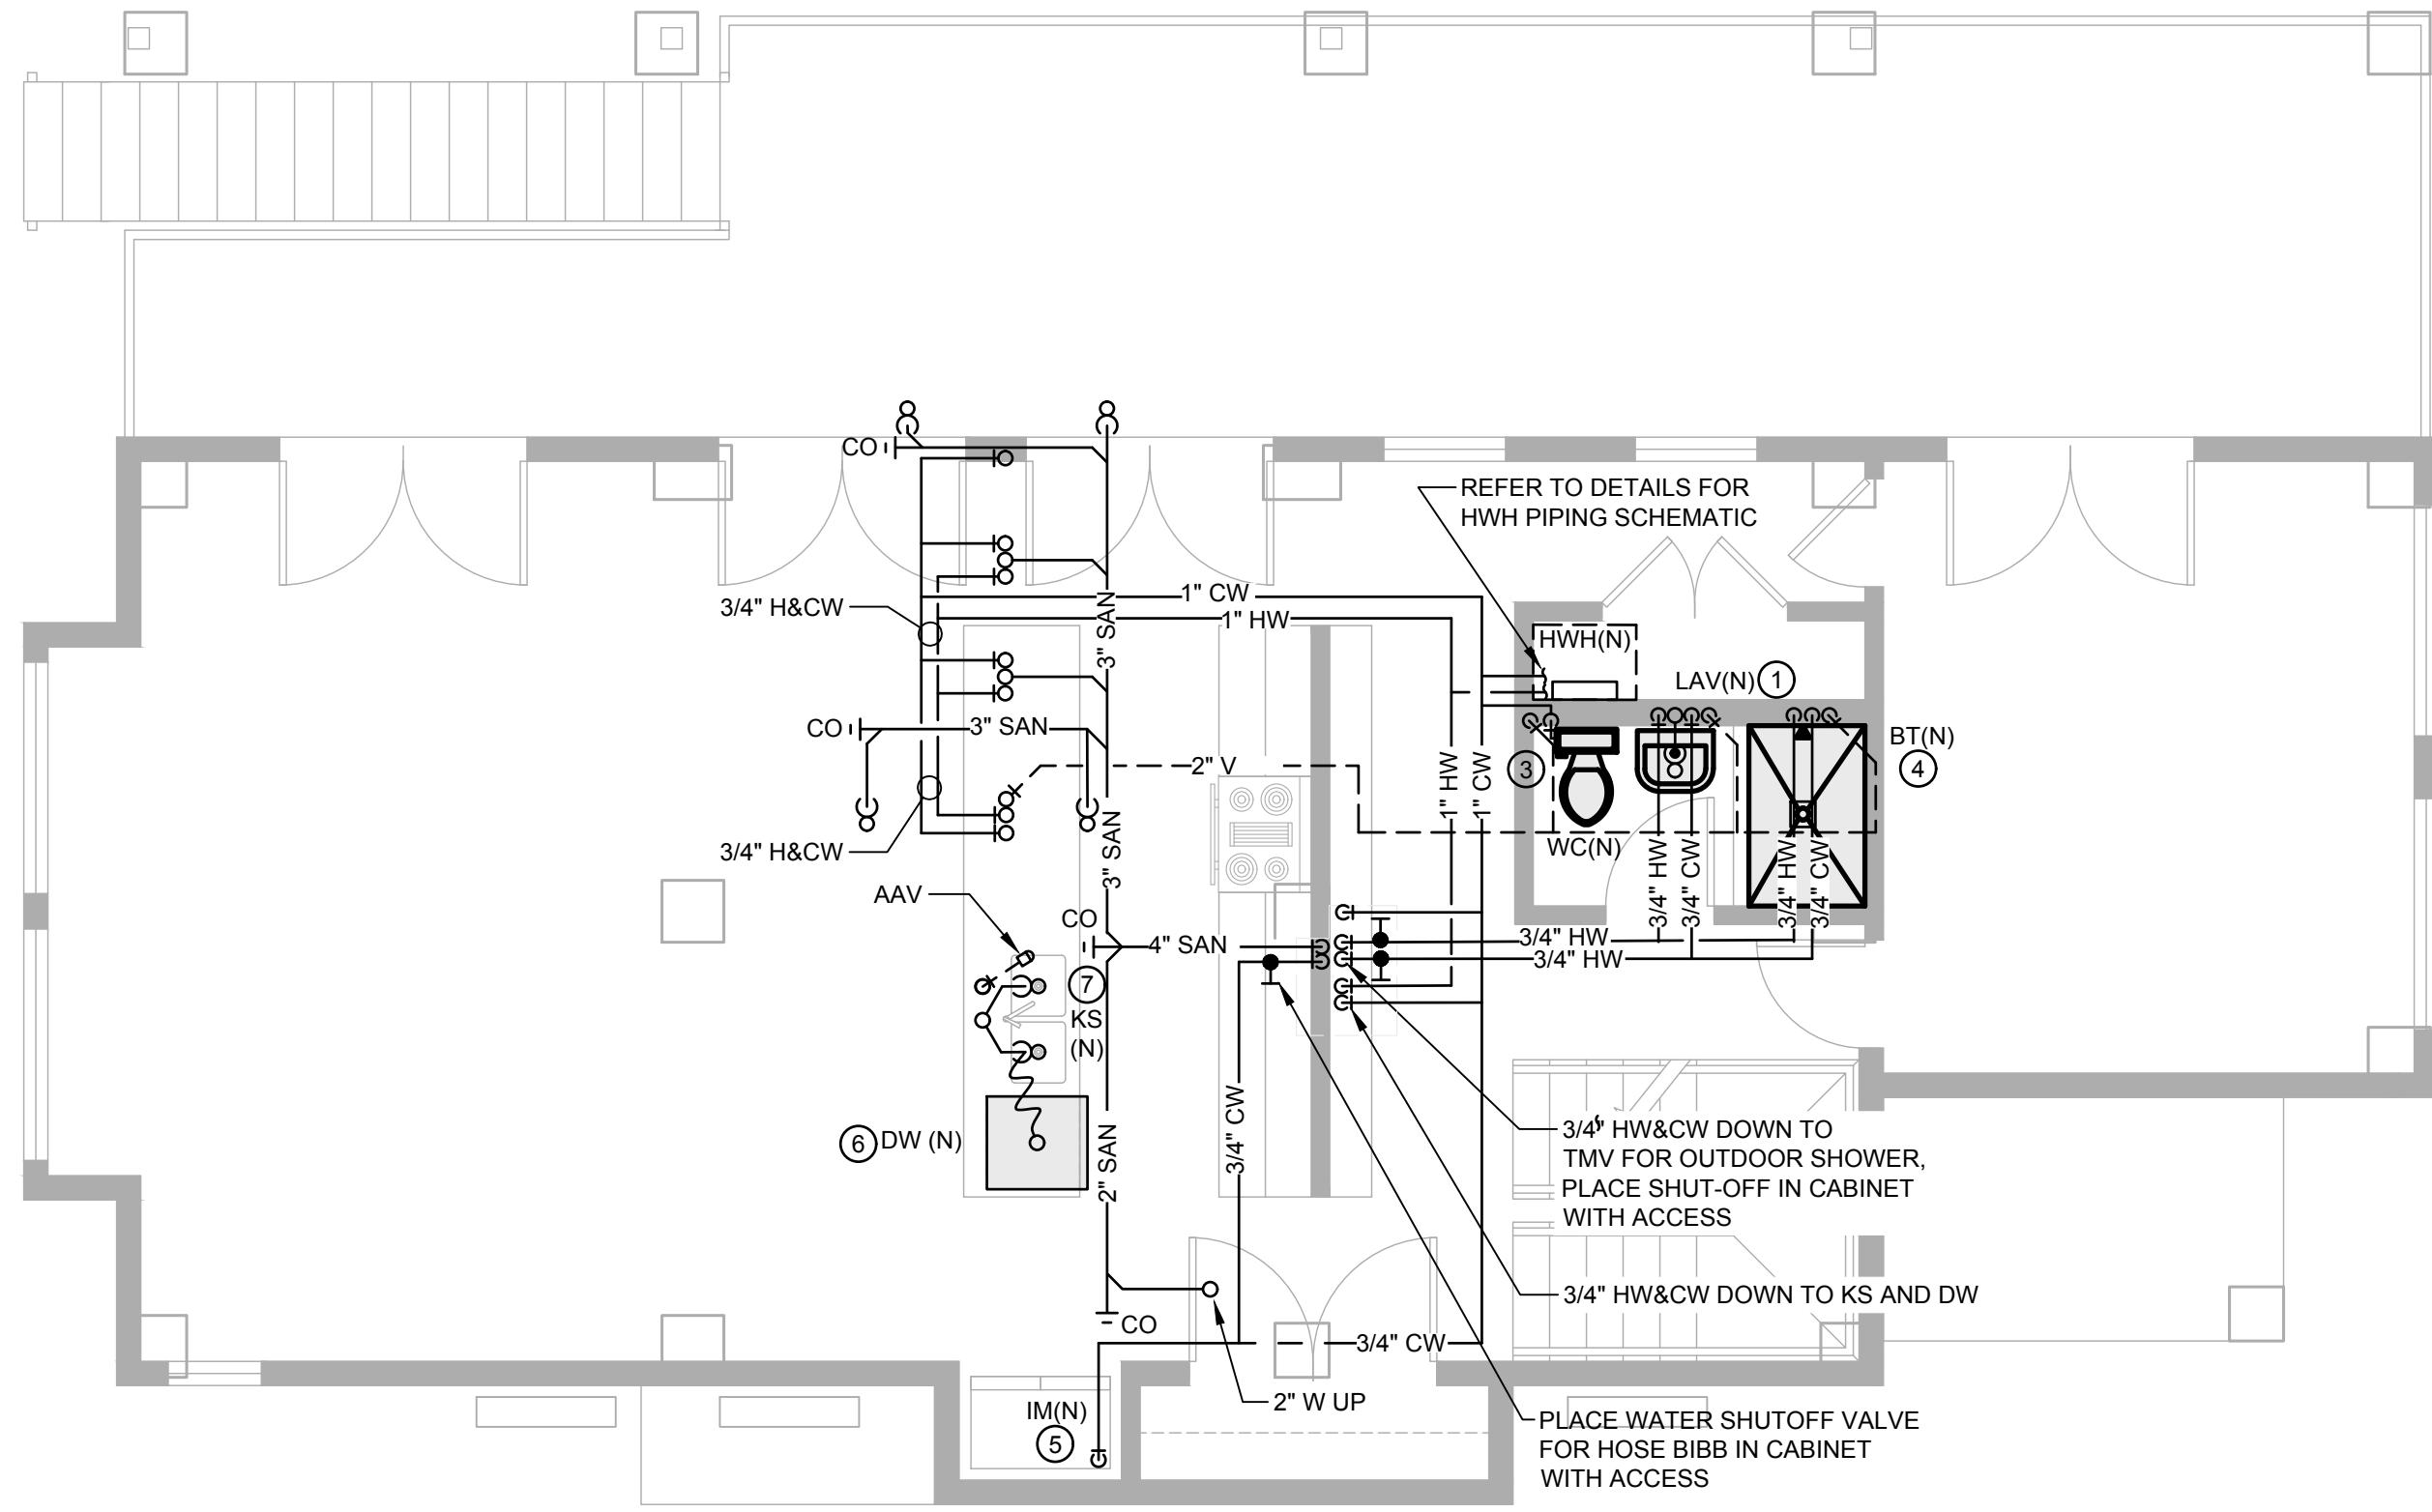 CO
REFER TO DETAILS FOR
HWH PIPING SCHEMATIC
1" CW
3/4" H&CW
1" HW
3" SAN
HWH(N)
LAV(N) 1
CO
3" SAN
BT(N)
4
2" V
3
1" HW
1" CW
WC(N)
3/4" H&CW
3" SAN
3/4" HW
3/4" CW
3/4" HW
3/4" CW
AAV
CO
4" SAN
3/4" HW
3/4" HW
7
KS
(N)
6 DW (N)
2" SAN
3/4" CW
3/4" HW&CW DOWN TO
TMV FOR OUTDOOR SHOWER,
PLACE SHUT-OFF IN CABINET
WITH ACCESS
3/4" HW&CW DOWN TO KS AND DW
CO
3/4" CW
2" W UP
IM(N)
5
PLACE WATER SHUTOFF VALVE
FOR HOSE BIBB IN CABINET
WITH ACCESS